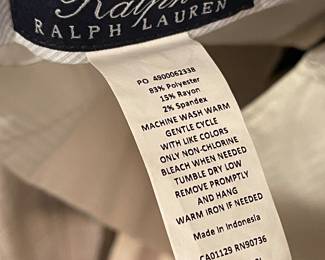 Ralph
RALPH LAUREN
PO 4900062338
83% Polyester
15% Rayon
2% Spandex
MACHINE WASH WARM
GENTLE CYCLE
WITH LIKE COLORS
ONLY NON-CHLORINE
BLEACH WHEN NEEDED
TUMBLE DRY LOW
REMOVE PROMPTLY
AND HANG
WARM IRON IF NEEDED
Made in Indonesia
CA01129 RN90736